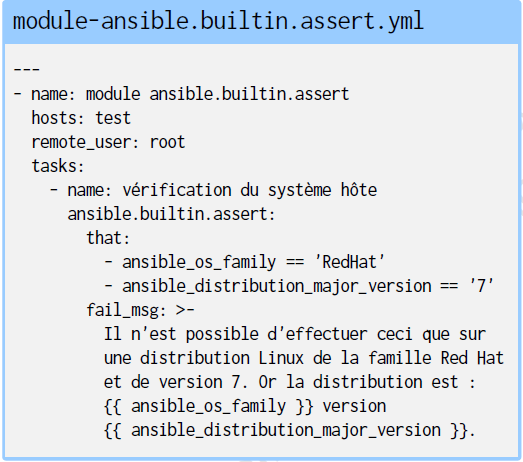 module-ansible.builtin.assert.yml
---
- name: module ansible.builtin.assert
  hosts: test
  remote_user: root
  tasks:
    - name: vérification du système hôte
      ansible.builtin.assert:
        that:
          - ansible_os_family == 'RedHat'
          - ansible_distribution_major_version == '7'
        fail_msg: >-
          Il n'est possible d'effectuer ceci que sur
          une distribution Linux de la famille Red Hat
          et de version 7. Or la distribution est :
          {{ ansible_os_family }} version
          {{ ansible_distribution_major_version }}.